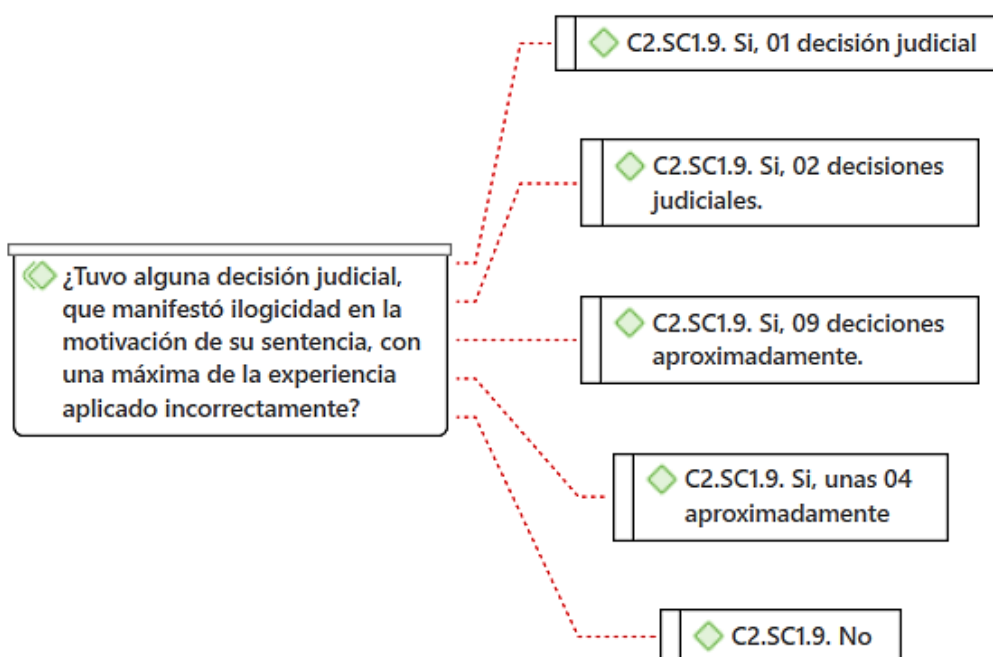 C2.SC1.9. Si, 01 decisión judicial
C2.SC1.9. Si, 02 decisiones
judiciales.
¿Tuvo alguna decisión judicial,
que manifestó ilogicidad en la
motivación de su sentencia, con
una máxima de la experiencia
aplicado incorrectamente?
C2.SC1.9. Si, 09 deciciones
aproximadamente.
C2.SC1.9. Si, unas 04
aproximadamente
C2.SC1.9. No